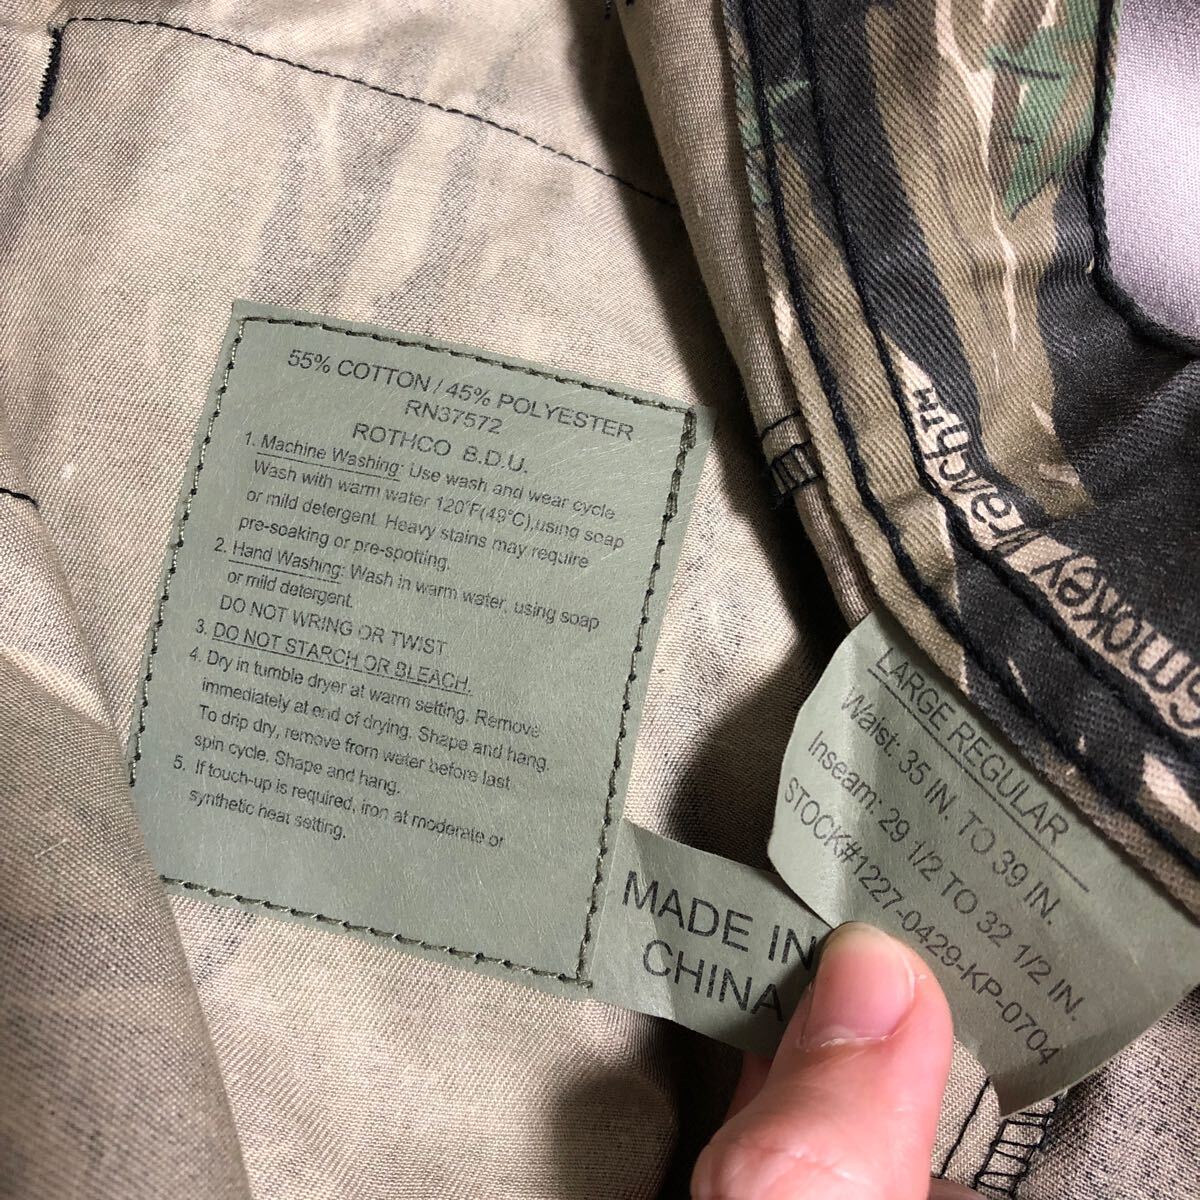 55% COTTON / 45% POLYESTER
RN37572
ROTHCO B.D.U.
1. Machine Washing: Use wash and wear cycle
Wash with warm water 120°F(49°C),using soap
or mild detergent. Heavy stains may require
pre-soaking or pre-spotting.
2. Hand Washing: Wash in warm water, using soap
or mild detergent.
DO NOT WRING OR TWIST
3. DO NOT STARCH OR BLEACH.
4. Dry in tumble dryer at warm setting. Remove
immediately at end of drying. Shape and hang.
To drip dry, remove from water before last
spin cycle. Shape and hang.
5. If touch-up is required, iron at moderate or
synthetic heat setting.
MADE IN
CHINA
LARGE REGULAR
Waist: 35 IN. TO 39 IN.
Inseam: 29 1/2 TO 32 1/2 IN.
STOCK#1227-0429-KP-0704